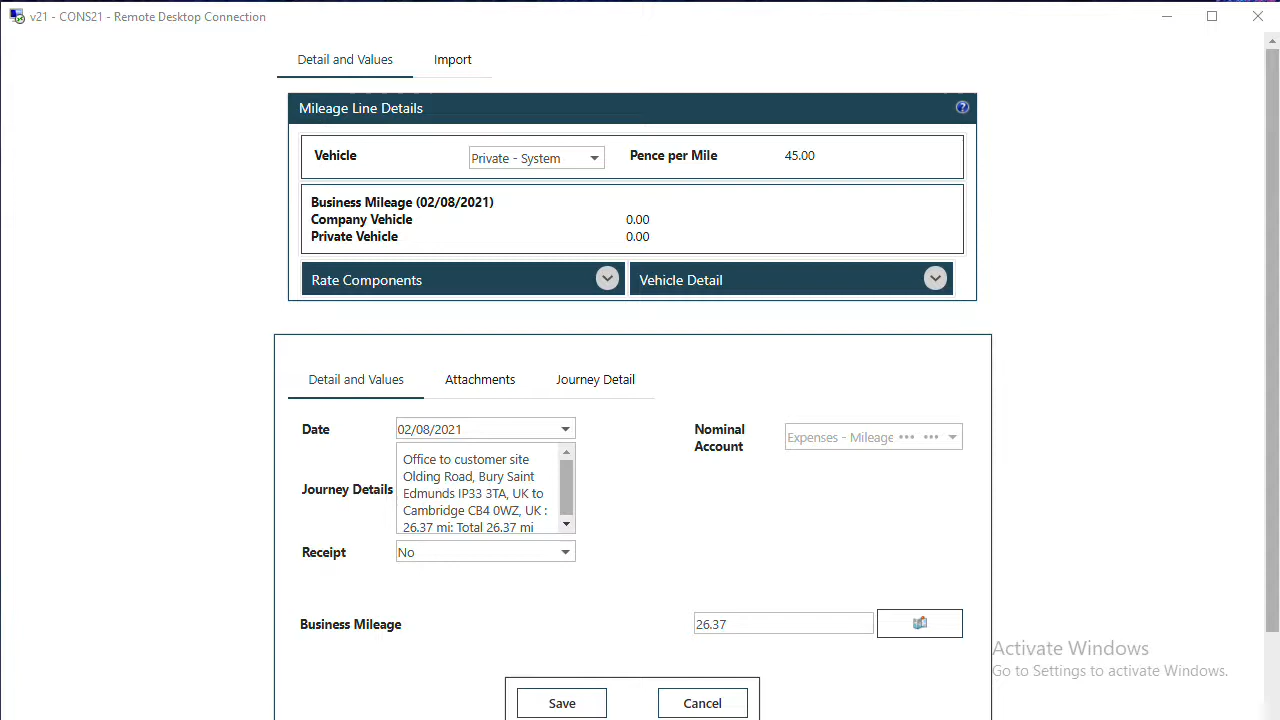 v21 - CONS21 - Remote Desktop Connection
Detail and Values Import
Mileage Line Details
Vehicle Private - System Pence per Mile 45.00
Business Mileage (02/08/2021)
Company Vehicle 0.00
Private Vehicle 0.00
Rate Components Vehicle Detail
Detail and Values Attachments Journey Detail
Date 02/08/2021
Nominal
Account
Expenses - Mileage ••• •••
Journey Details
Office to customer site
Olding Road, Bury Saint
Edmunds IP33 3TA, UK to
Cambridge CB4 0WZ, UK :
26.37 mi: Total 26.37 mi
Receipt No
Business Mileage 26.37
Activate Windows
Go to Settings to activate Windows.
Save Cancel